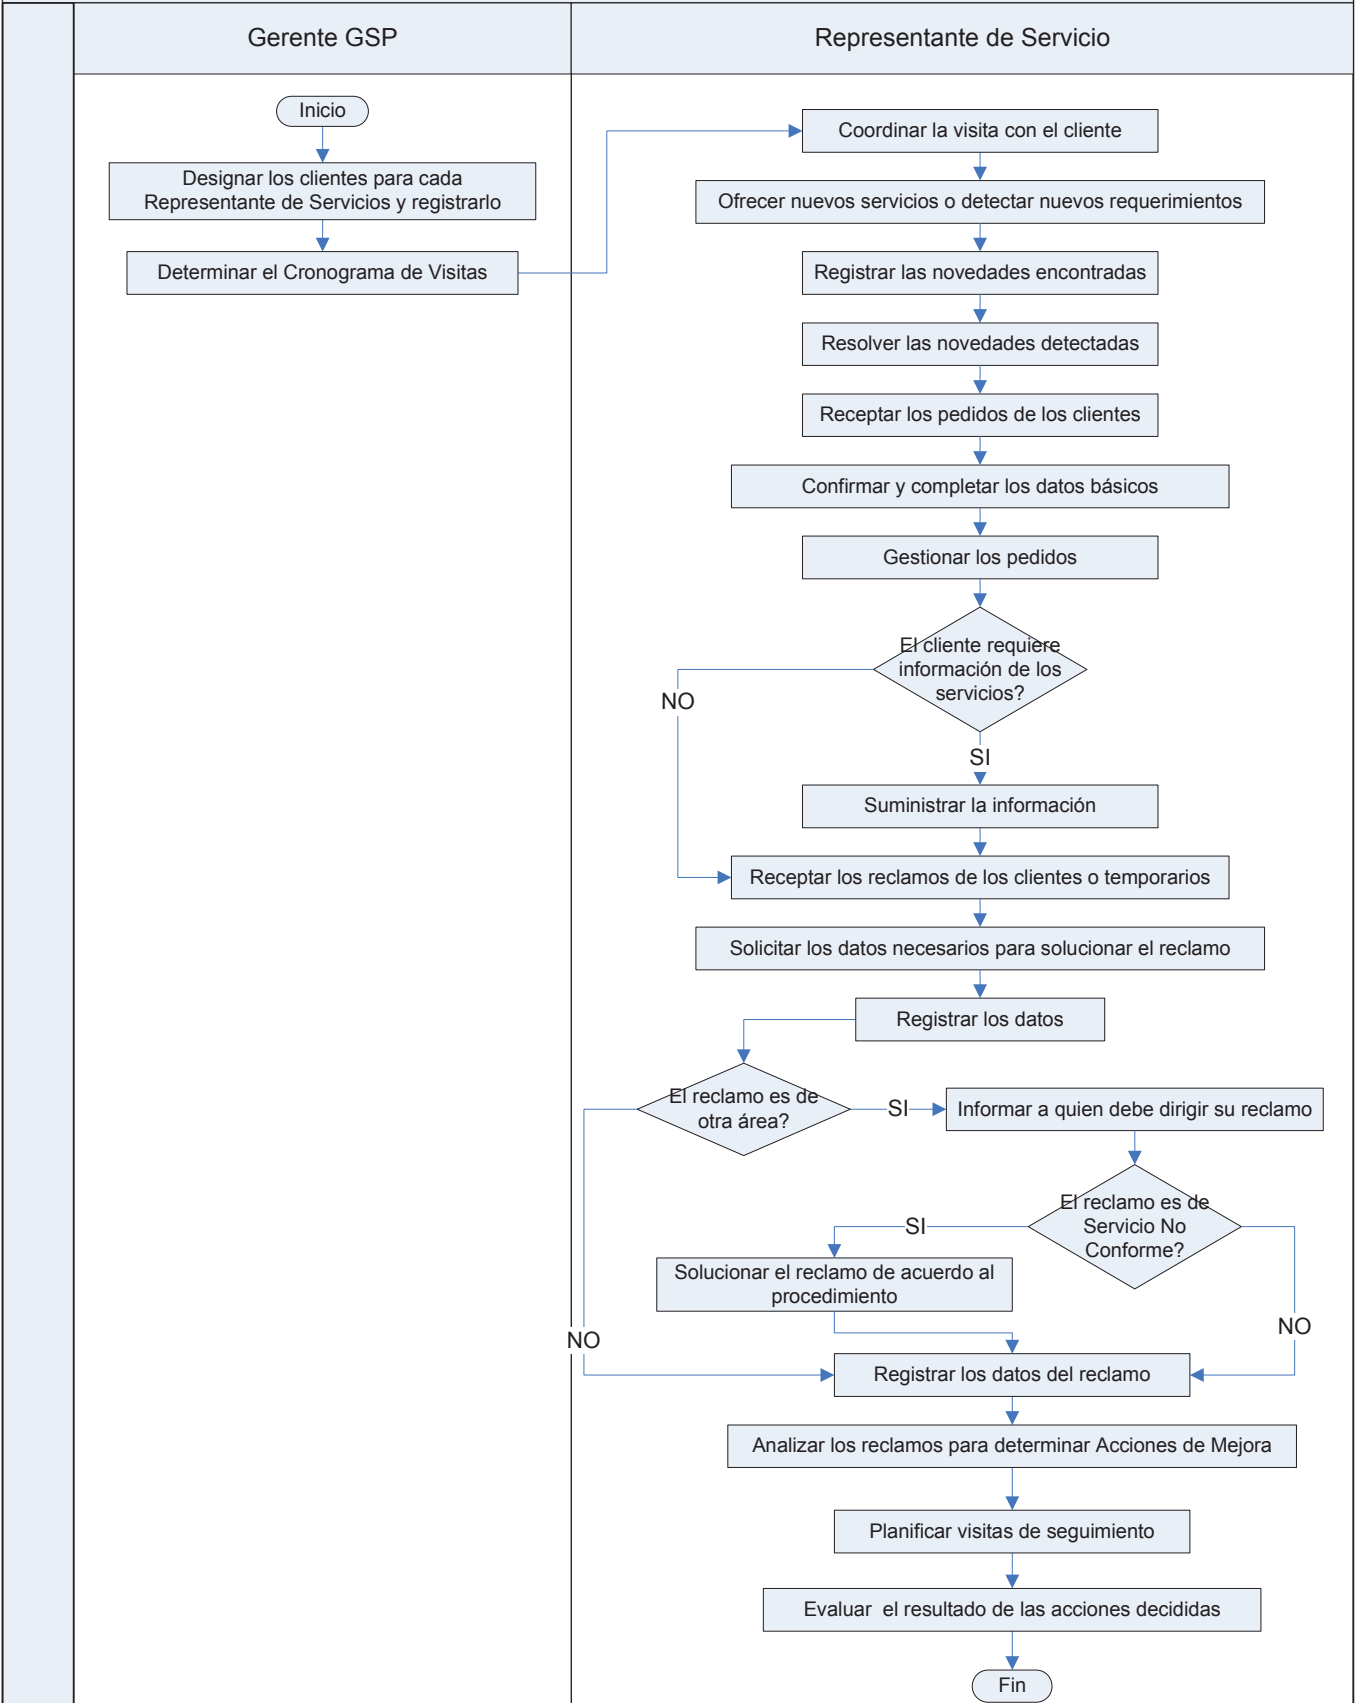 Gerente GSP
Representante de Servicio
Inicio
Designar los clientes para cada
Representante de Servicios y registrarlo
Determinar el Cronograma de Visitas
Coordinar la visita con el cliente
Ofrecer nuevos servicios o detectar nuevos requerimientos
Registrar las novedades encontradas
Resolver las novedades detectadas
Receptar los pedidos de los clientes
Confirmar y completar los datos básicos
Gestionar los pedidos
El cliente requiere
información de los
servicios?
NO
SI
Suministrar la información
Receptar los reclamos de los clientes o temporarios
Solicitar los datos necesarios para solucionar el reclamo
Registrar los datos
El reclamo es de
otra área?
SI
Informar a quien debe dirigir su reclamo
El reclamo es de
Servicio No
Conforme?
SI
Solucionar el reclamo de acuerdo al
procedimiento
NO
NO
Registrar los datos del reclamo
Analizar los reclamos para determinar Acciones de Mejora
Planificar visitas de seguimiento
Evaluar  el resultado de las acciones decididas
Fin